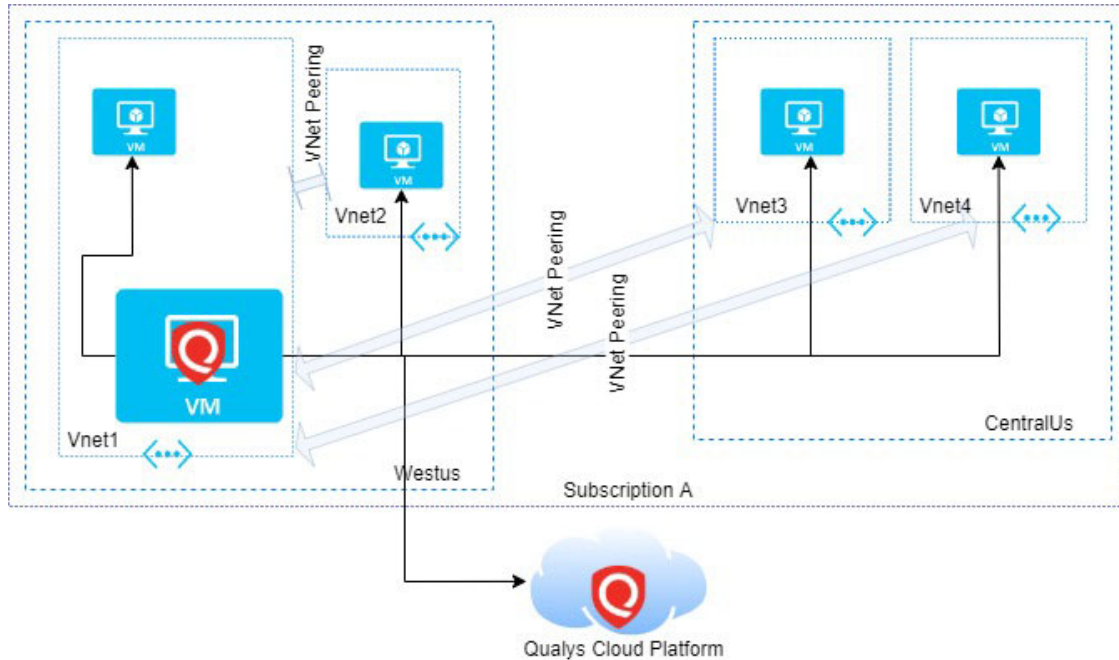 VM
VNet Peering
VM
Vnet2
VM
Vnet3
VM
Vnet4
VM
Vnet1
VNet Peering
VNet Peering
Westus
CentralUs
Subscription A
Qualys Cloud Platform